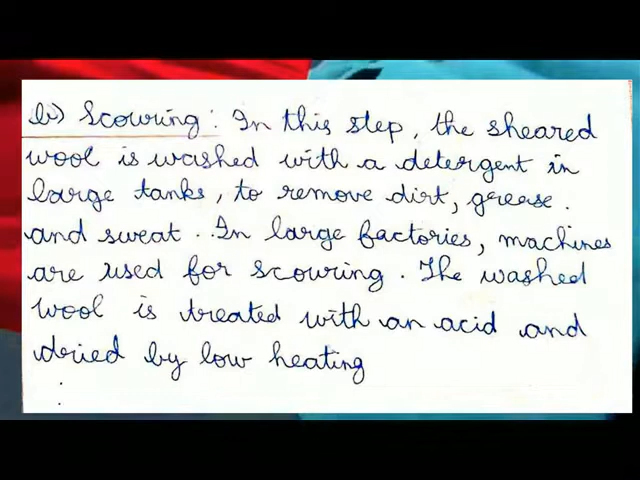 b) Scouring: In this step, the sheared
wool is washed with a detergent in
large tanks, to remove dirt, grease.
and sweat. In large factories, machines
are used for scouring. The washed
wool is treated with an acid and
dried by low heating